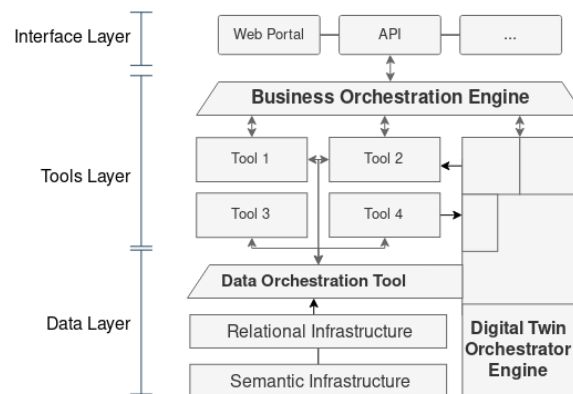 Interface Layer
Web Portal
API
...
Business Orchestration Engine
Tools Layer
Tool 1
Tool 2
Tool 3
Tool 4
Data Orchestration Tool
Data Layer
Relational Infrastructure
Semantic Infrastructure
Digital Twin
Orchestrator
Engine